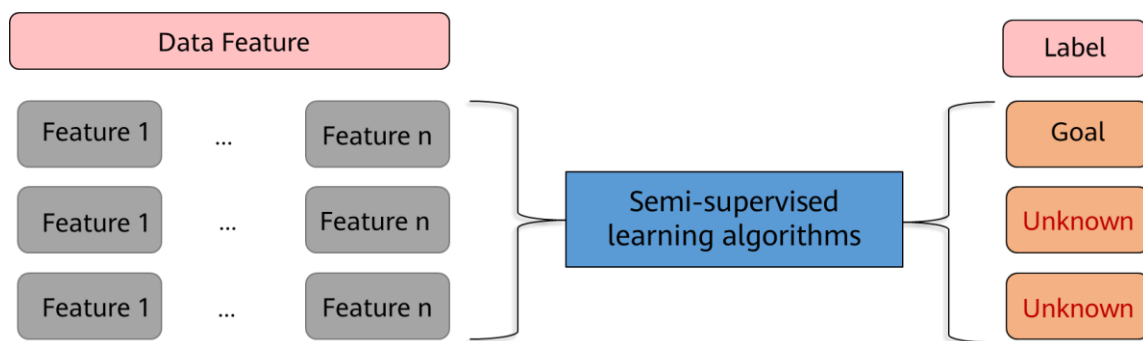 Data Feature
Label
Feature 1 ... Feature n
Goal
Semi-supervised
learning algorithms
Feature 1 ... Feature n
Unknown
Feature 1 ... Feature n
Unknown